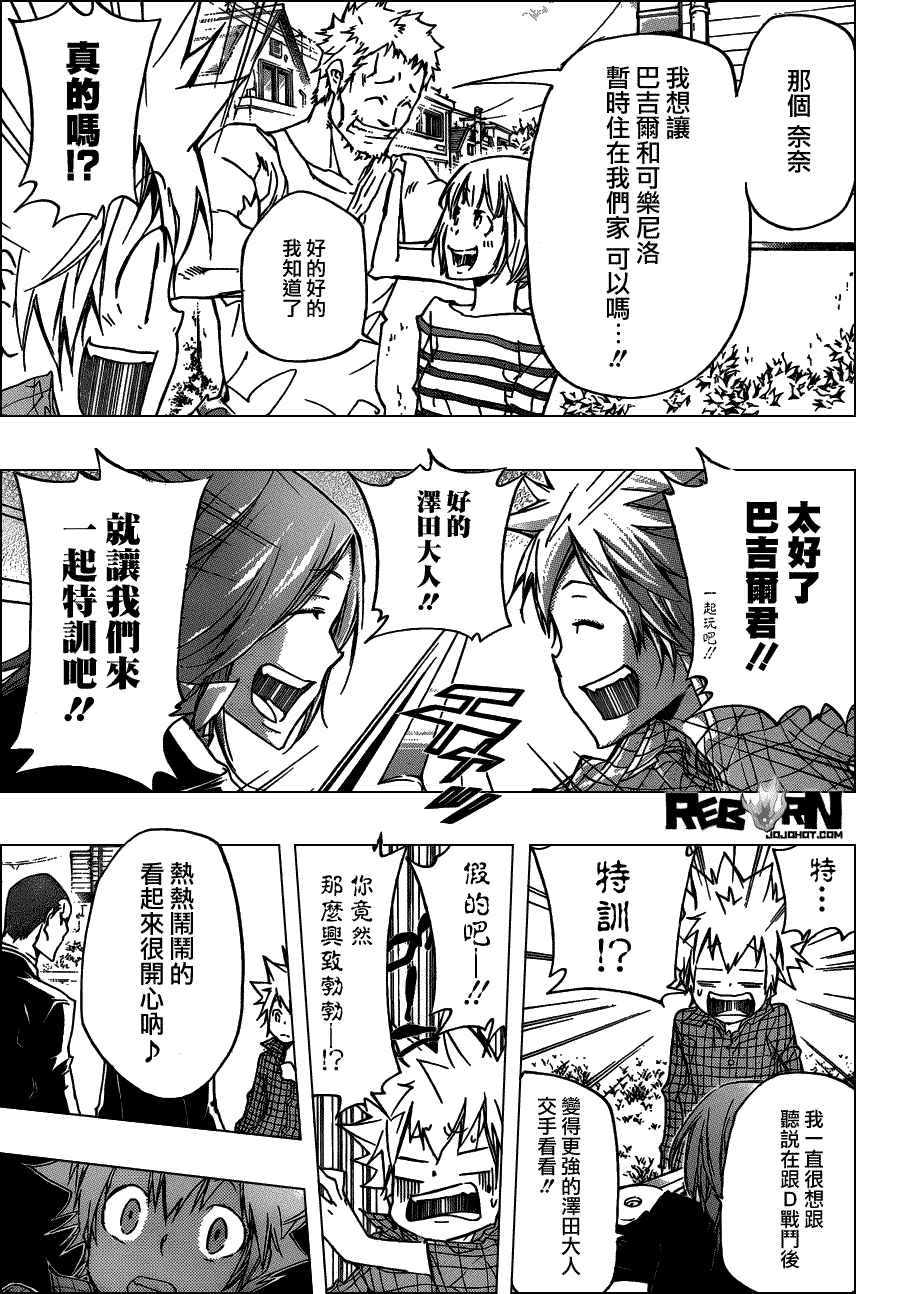 那個 奈奈
我想讓
巴吉爾和可樂尼洛
暫時住在我們家 可以嗎…!!
好的好的
我知道了
真的嗎!?
太好了
巴吉爾君!!
一起玩吧!!
好的
澤田大人!!
就讓我們來
一起特訓吧!!
REBORN
JOJOHOT.COM
特…
特訓!?
我一直很想跟
聽説在跟D戰鬥後
變得更強的澤田大人
交手看看!!
假的吧—!!
你竟然
那麼興致勃勃—!?
熱熱鬧鬧的
看起來很開心吶♪